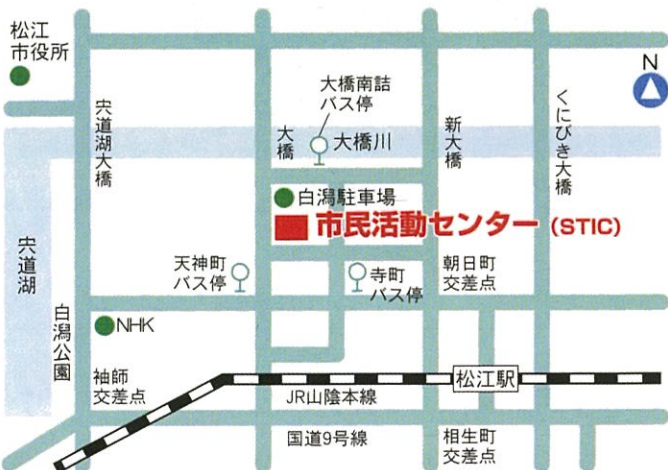 松江
市役所
N
大橋南詰
バス停
宍道湖大橋
大橋
大橋川
新大橋
くにびき大橋
白潟駐車場
市民活動センター (STIC)
宍道湖
天神町
バス停
寺町
バス停
朝日町
交差点
白潟公園
NHK
袖師
交差点
松江駅
JR山陰本線
国道9号線
相生町
交差点